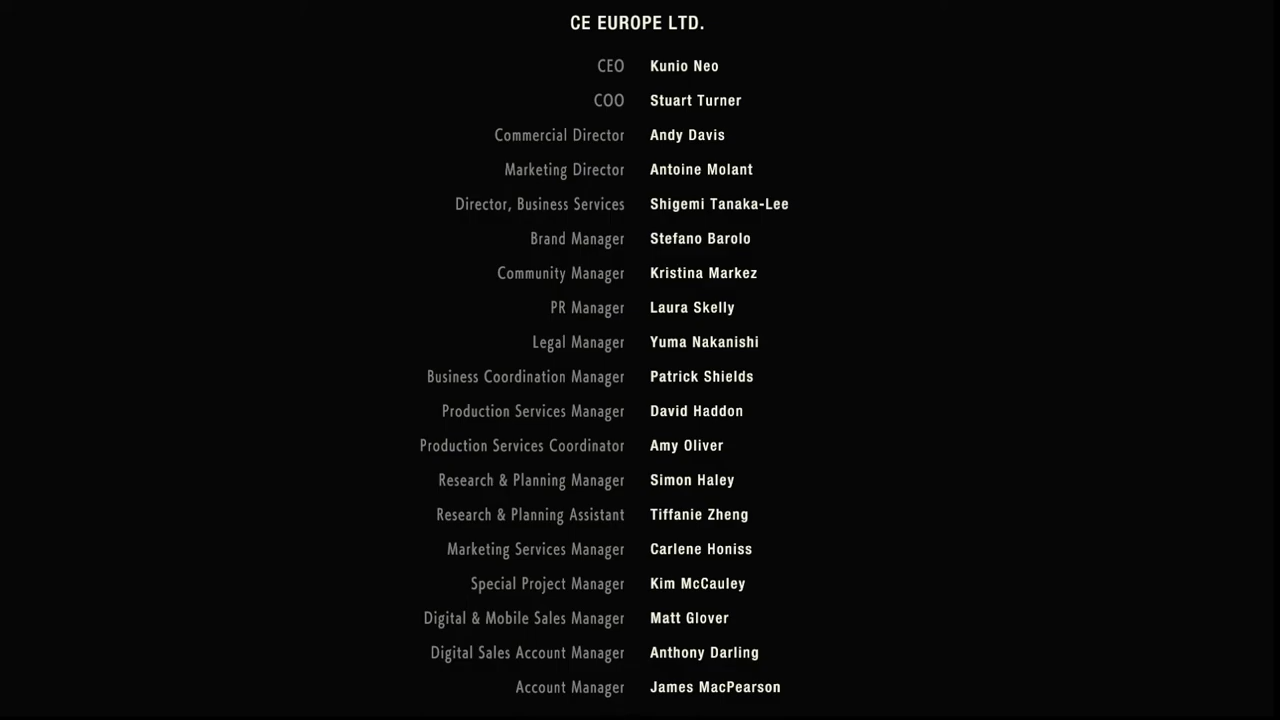 CE EUROPE LTD.
CEO Kunio Neo
COO Stuart Turner
Commercial Director Andy Davis
Marketing Director Antoine Molant
Director, Business Services Shigemi Tanaka-Lee
Brand Manager Stefano Barolo
Community Manager Kristina Markez
PR Manager Laura Skelly
Legal Manager Yuma Nakanishi
Business Coordination Manager Patrick Shields
Production Services Manager David Haddon
Production Services Coordinator Amy Oliver
Research & Planning Manager Simon Haley
Research & Planning Assistant Tiffanie Zheng
Marketing Services Manager Carlene Honiss
Special Project Manager Kim McCauley
Digital & Mobile Sales Manager Matt Glover
Digital Sales Account Manager Anthony Darling
Account Manager James MacPearson